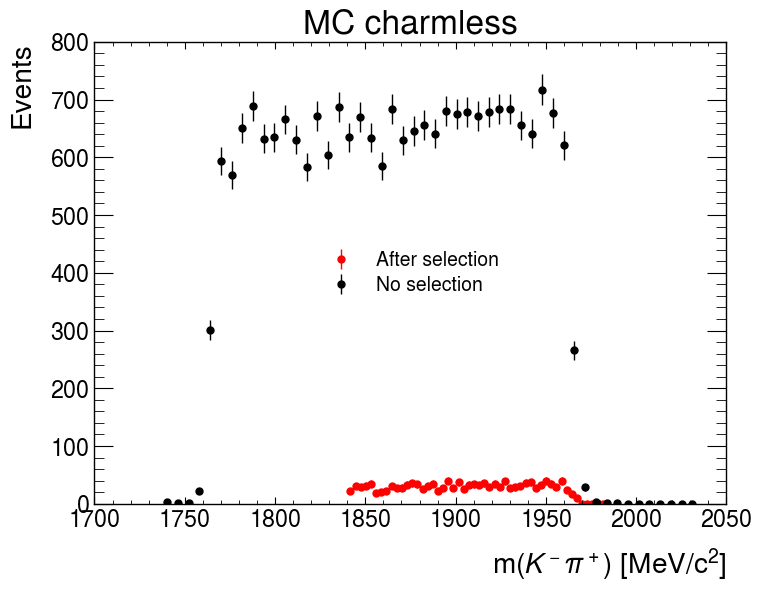 MC charmless
Events
800
700
600
500
400
300
200
100
0
After selection
No selection
1700 1750 1800 1850 1900 1950 2000 2050
m(K⁻π⁺) [MeV/c²]